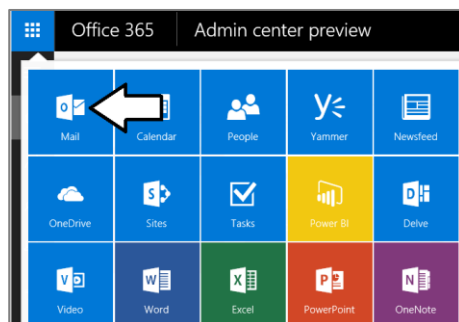 Office 365 Admin center preview
Mail Calendar People Yammer Newsfeed
OneDrive Sites Tasks Power BI Delve
Video Word Excel PowerPoint OneNote